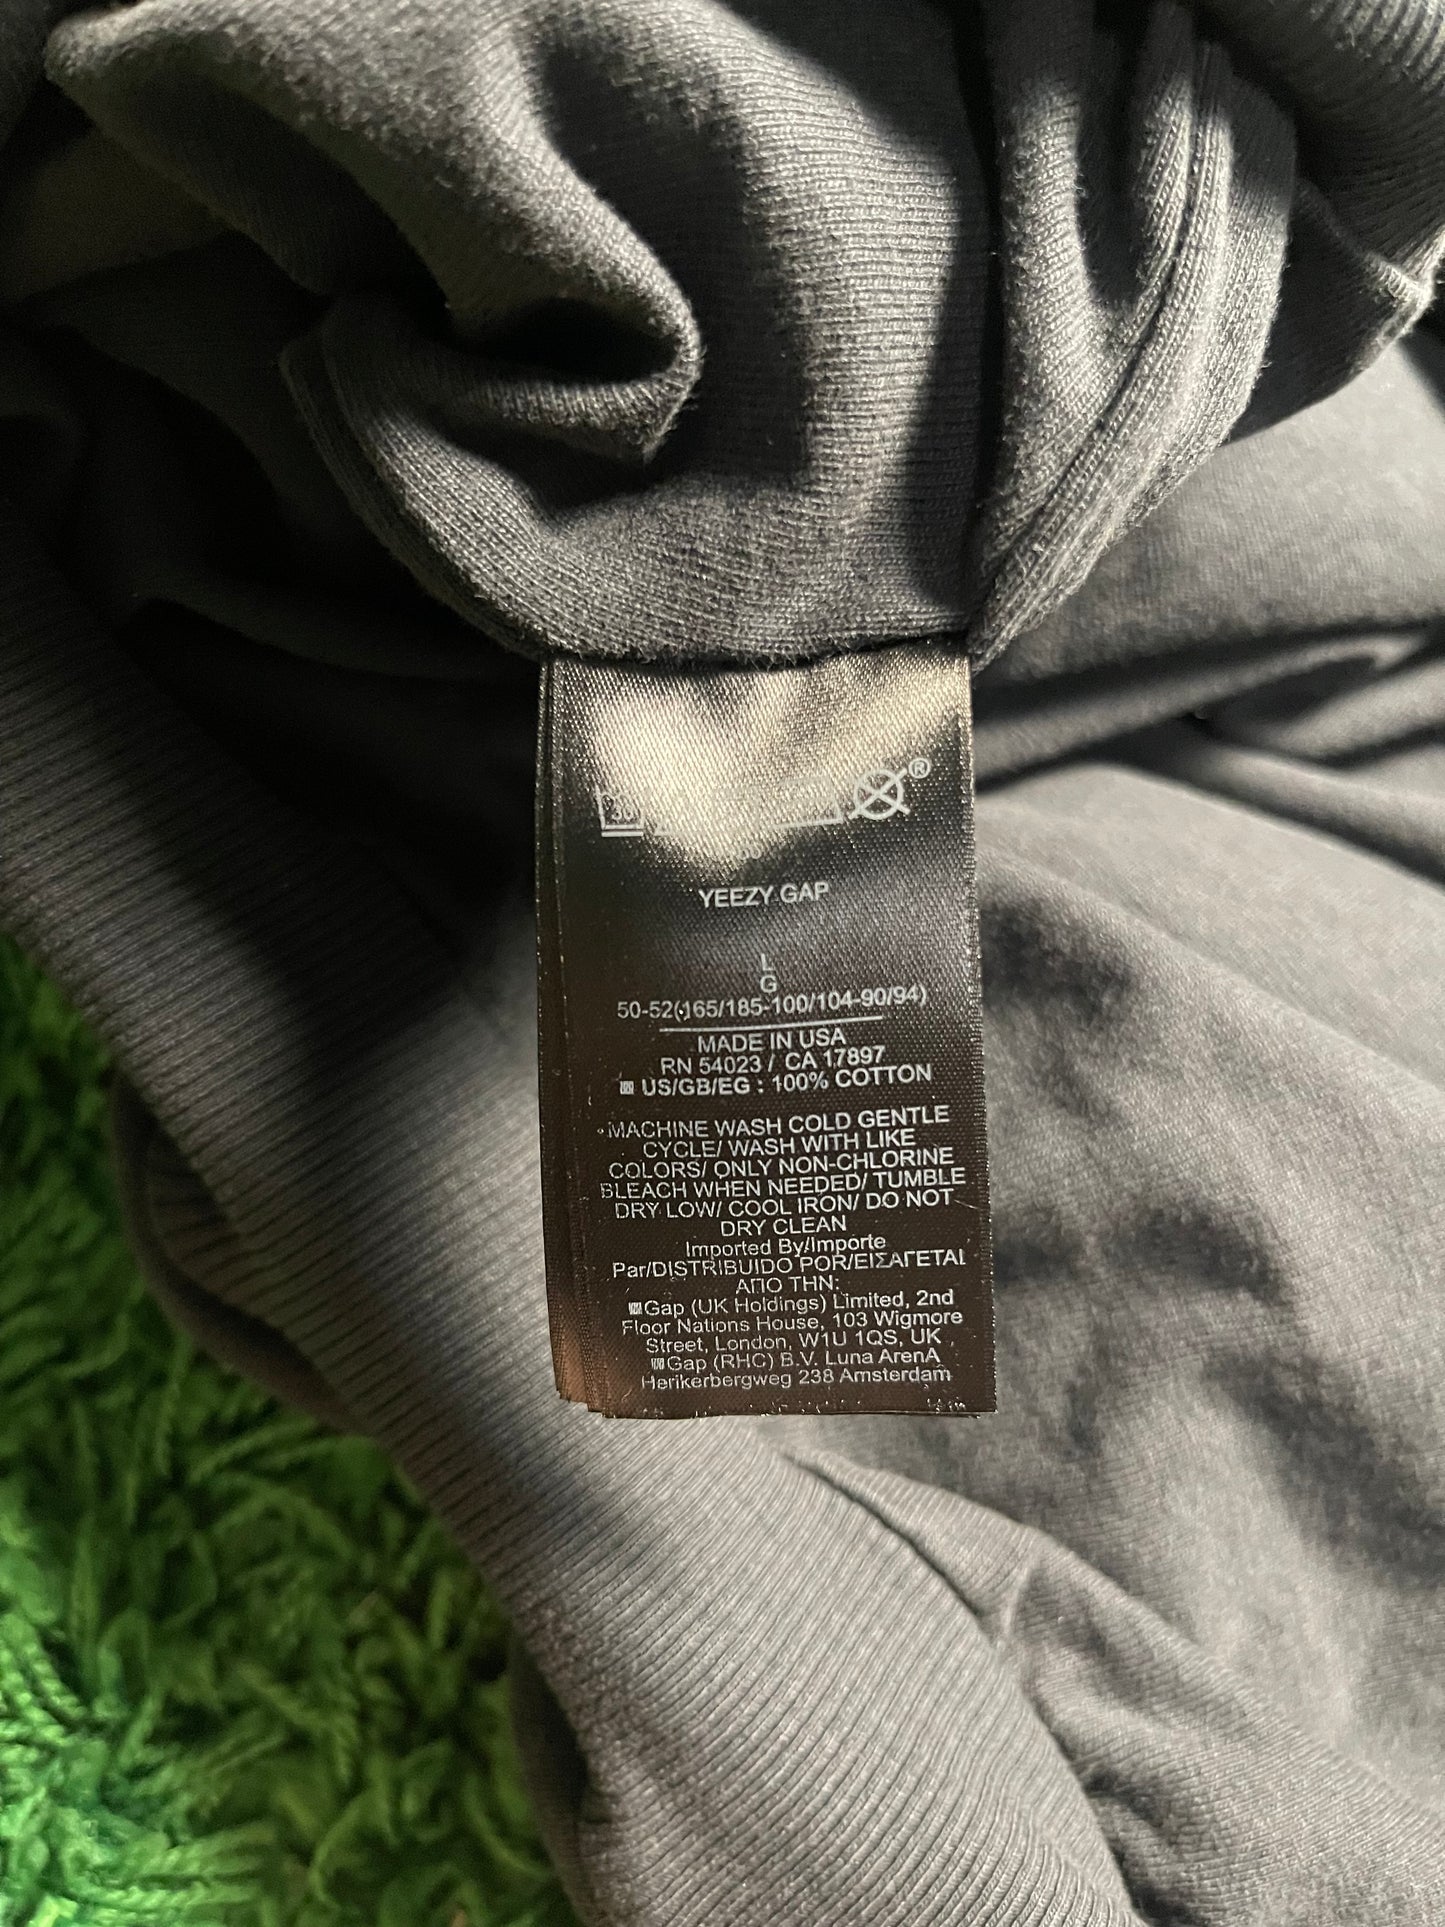 30
®
YEEZY GAP
L
G
50-52(165/185-100/104-90/94)
MADE IN USA
RN 54023 / CA 17897
US/GB/EG : 100% COTTON
MACHINE WASH COLD GENTLE
CYCLE/ WASH WITH LIKE
COLORS/ ONLY NON-CHLORINE
BLEACH WHEN NEEDED/ TUMBLE
DRY LOW/ COOL IRON/ DO NOT
DRY CLEAN
Imported By/Importe
Par/DISTRIBUIDO POR/ΕΙΣΑΓΕΤΑΙ
ΑΠΟ ΤΗΝ:
Gap (UK Holdings) Limited, 2nd
Floor Nations House, 103 Wigmore
Street, London, W1U 1QS, UK
Gap (RHC) B.V. Luna ArenA
Herikerbergweg 238 Amsterdam